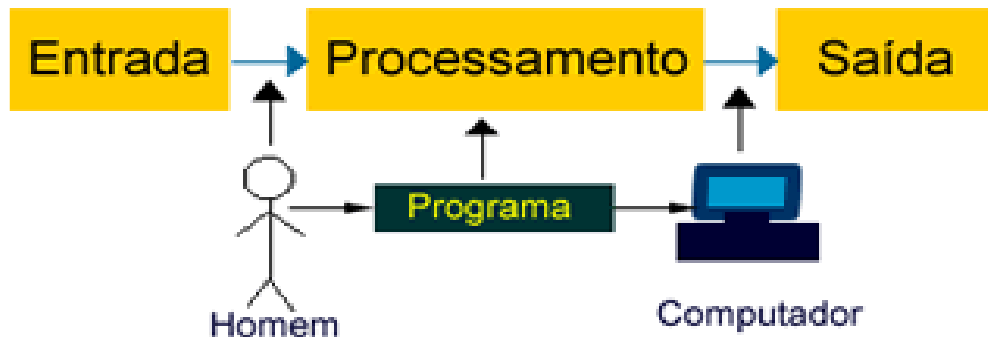 Entrada
Processamento
Saída
Programa
Homem
Computador